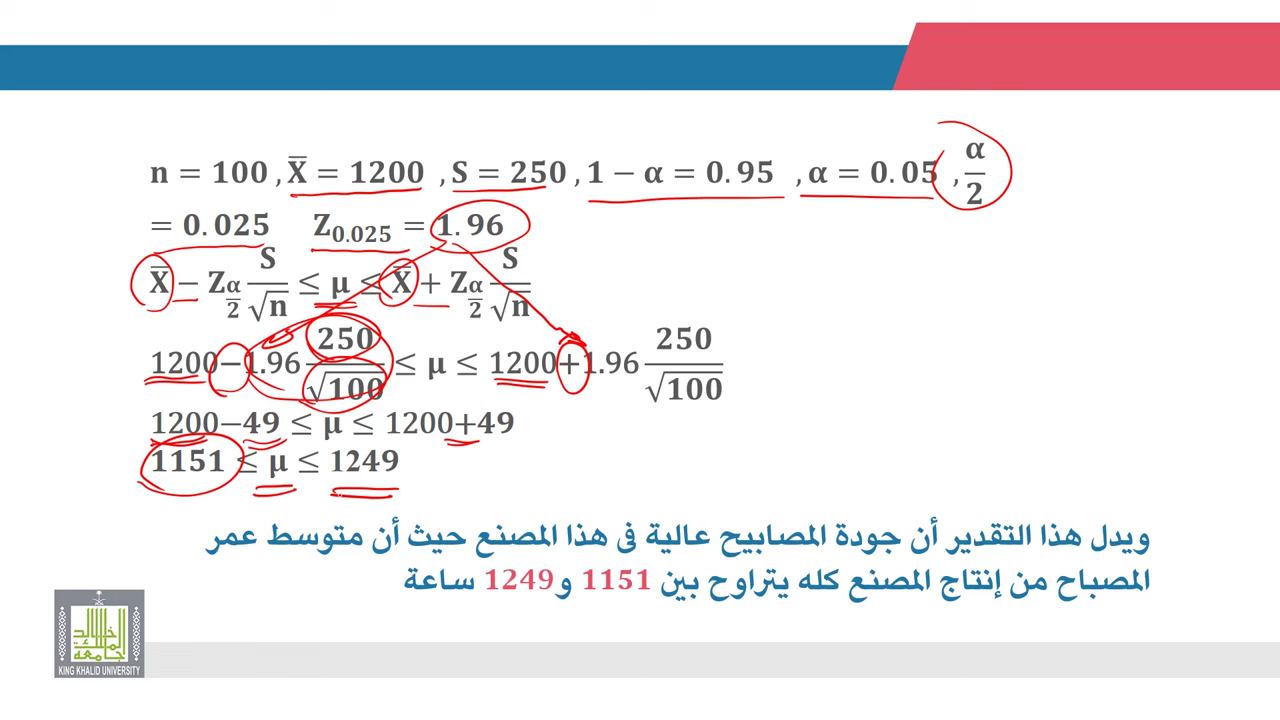 n = 100 , X̿ = 1200 , S = 250 , 1 − α = 0.95 , α = 0.05 , α/2
= 0.025 Z0.025 = 1.96
X̿ − Zα/2 S/√n ≤ μ ≤ X̿ + Zα/2 S/√n
1200−1.96 250/√100 ≤ μ ≤ 1200+1.96 250/√100
1200−49 ≤ μ ≤ 1200+49
1151 ≤ μ ≤ 1249
ويدل هذا التقدير أن جودة المصابيح عالية فى هذا المصنع حيث أن متوسط عمر
المصباح من إنتاج المصنع كله يتراوح بين 1151 و1249 ساعة
جامعة الملك خالد
KING KHALID UNIVERSITY